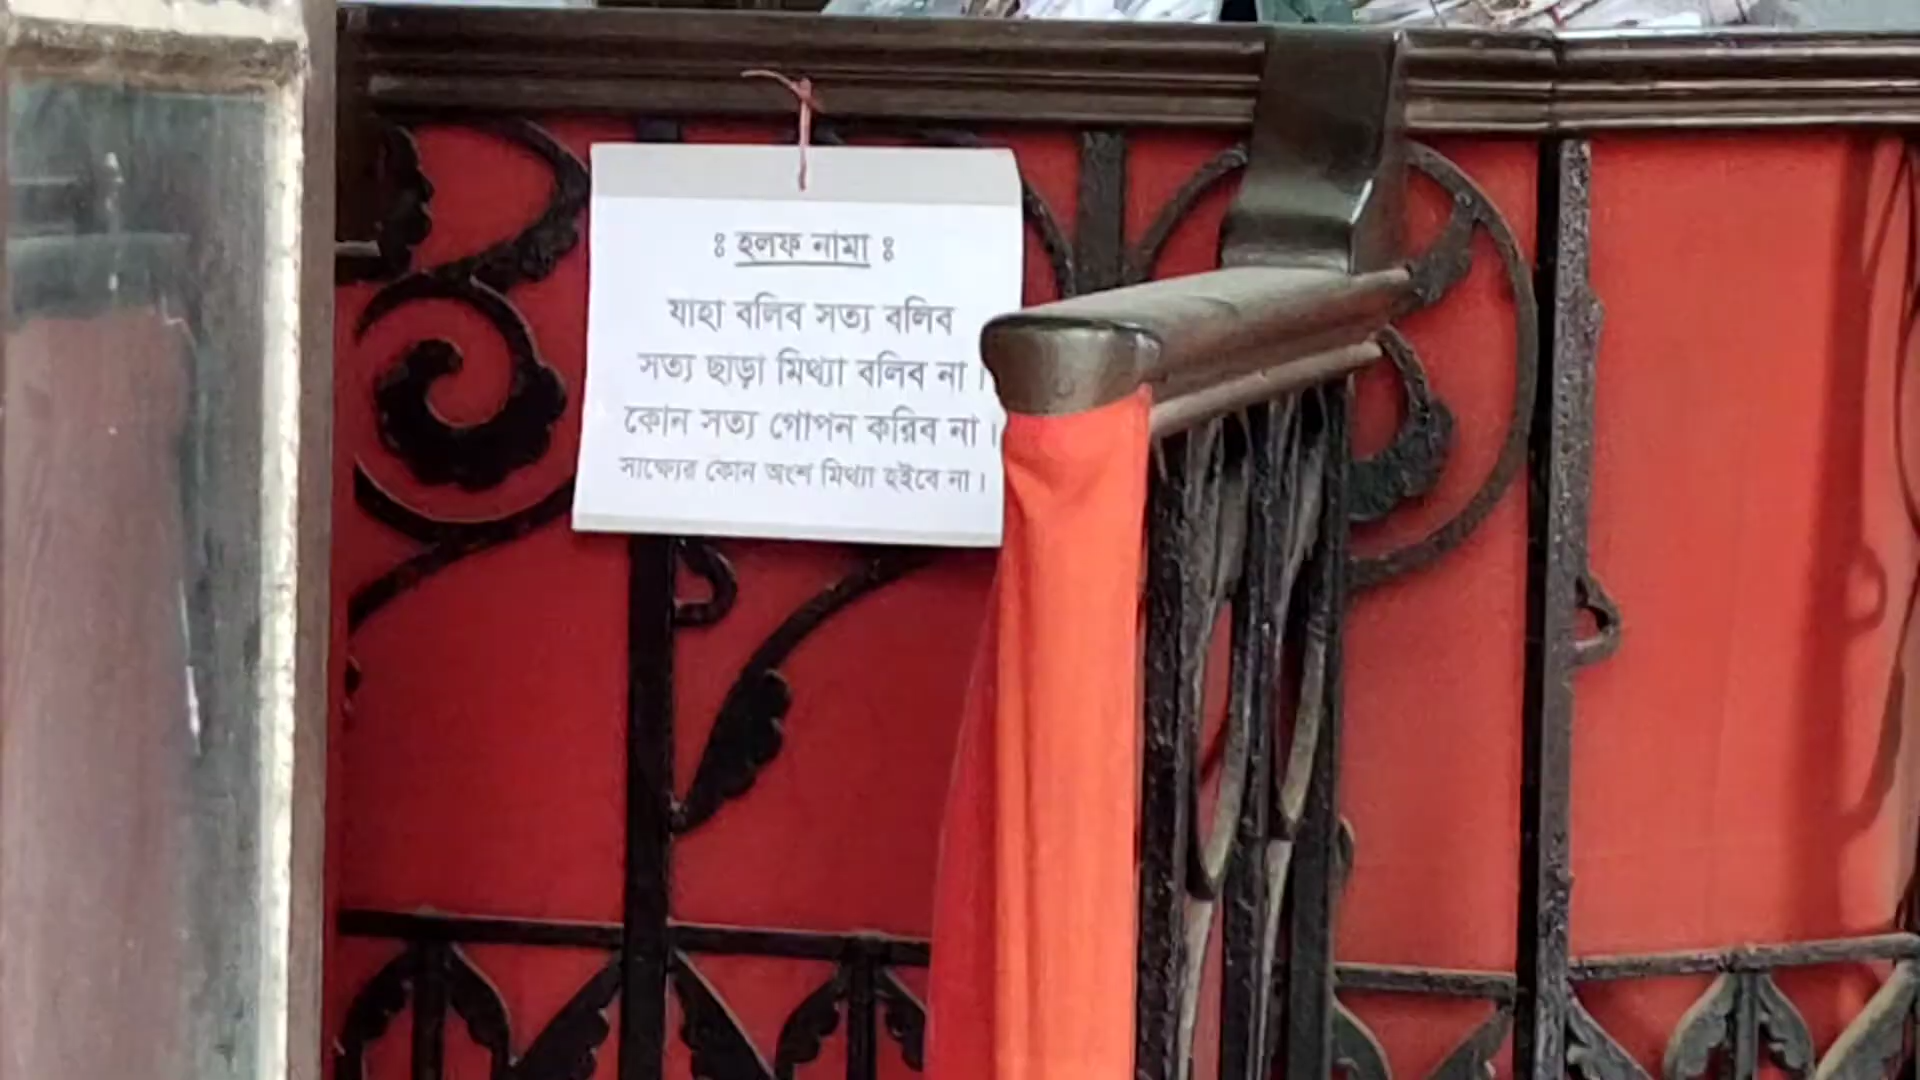 ঃ হলফ নামা ঃ
যাহা বলিব সত্য বলিব
সত্য ছাড়া মিথ্যা বলিব না।
কোন সত্য গোপন করিব না।
সাক্ষ্যের কোন অংশ মিথ্যা হইবে না।